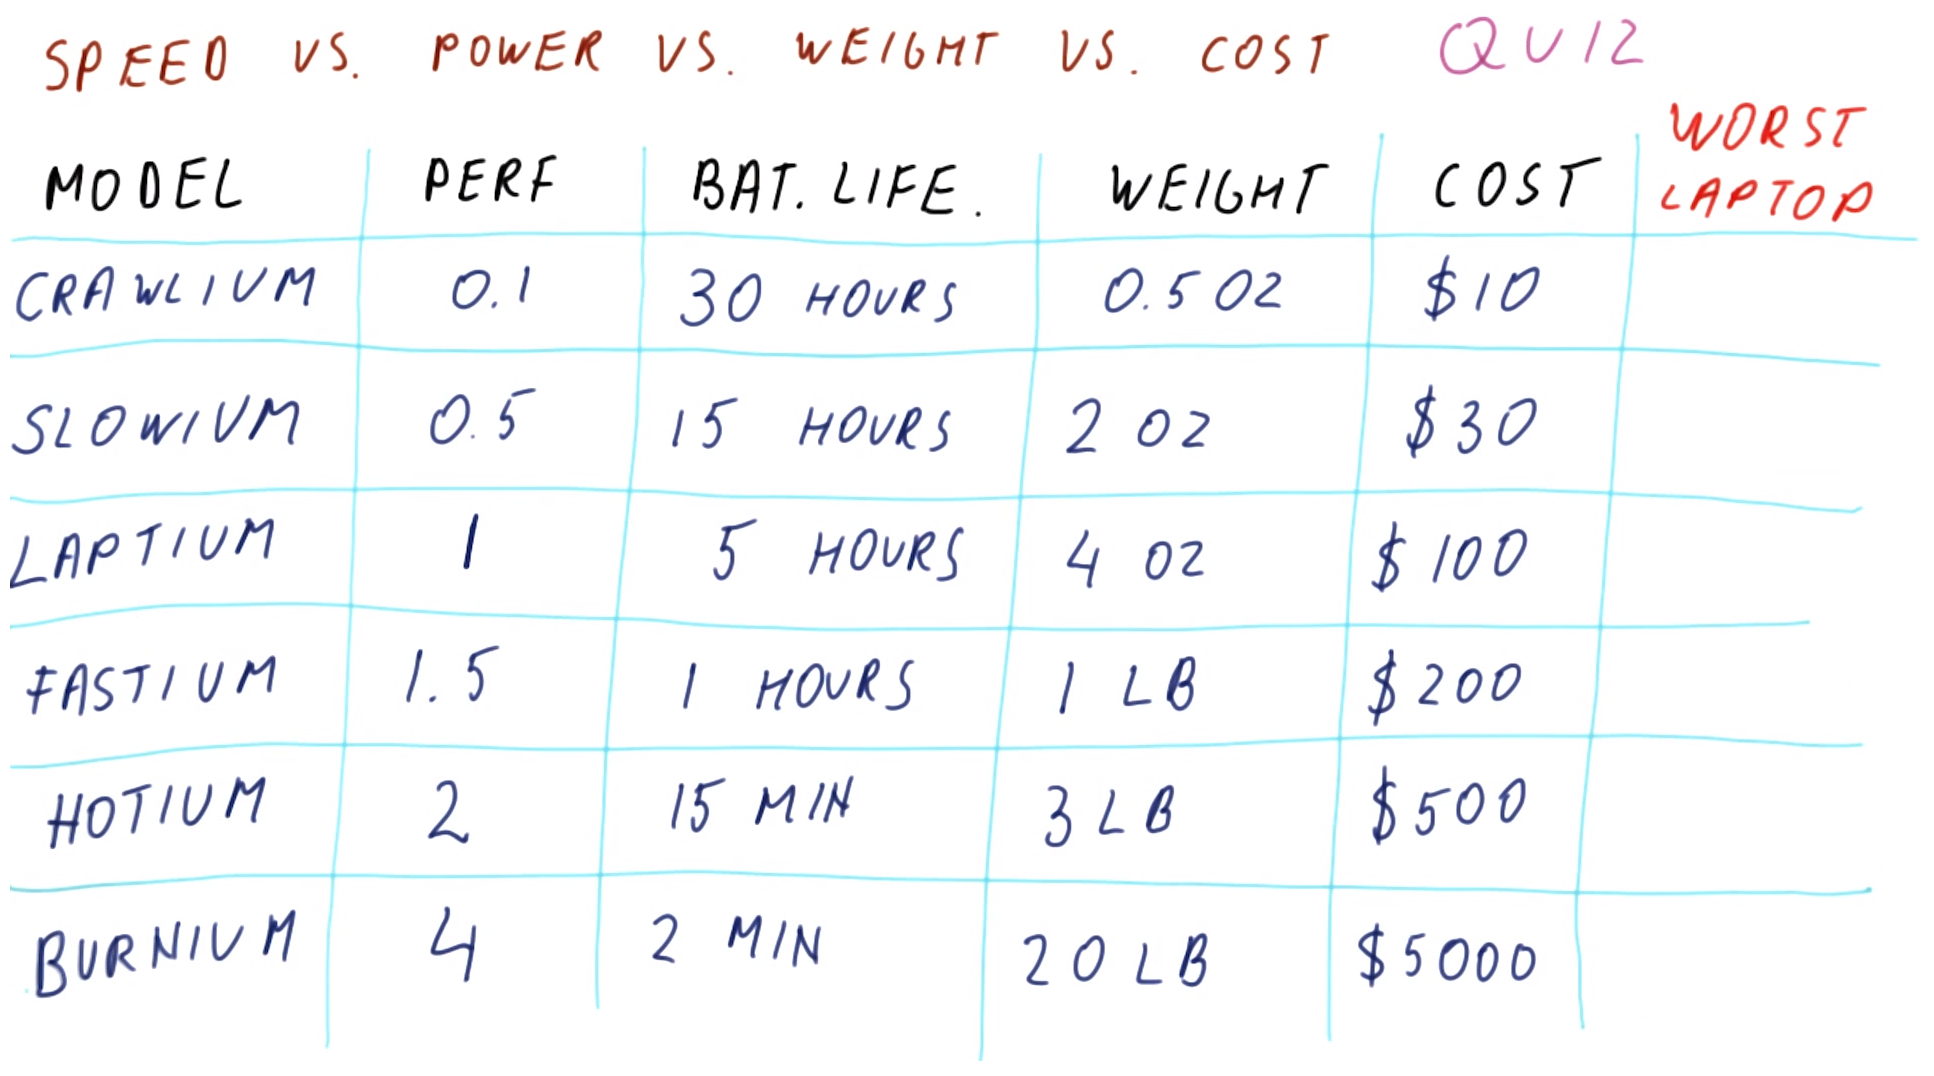 SPEED VS. POWER VS. WEIGHT VS. COST QUIZ
MODEL PERF BAT. LIFE. WEIGHT COST WORST LAPTOP
CRAWLIUM 0.1 30 HOURS 0.5 OZ $10
SLOWIUM 0.5 15 HOURS 2 OZ $30
LAPTIUM 1 5 HOURS 4 OZ $100
FASTIUM 1.5 1 HOURS 1 LB $200
HOTIUM 2 15 MIN 3 LB $500
BURNIUM 4 2 MIN 20 LB $5000